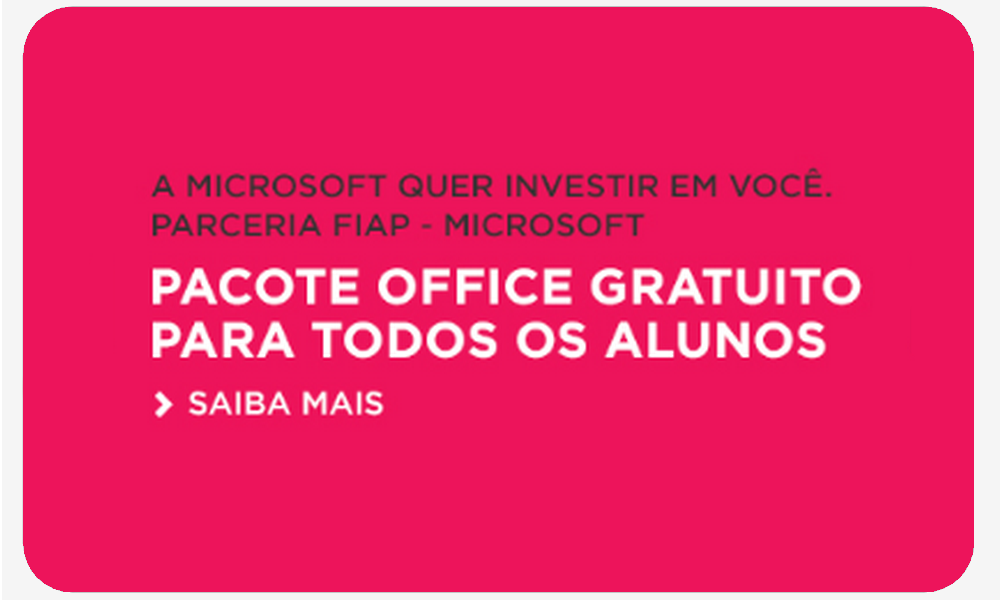 A MICROSOFT QUER INVESTIR EM VOCÊ.
PARCERIA FIAP - MICROSOFT
PACOTE OFFICE GRATUITO
PARA TODOS OS ALUNOS
SAIBA MAIS